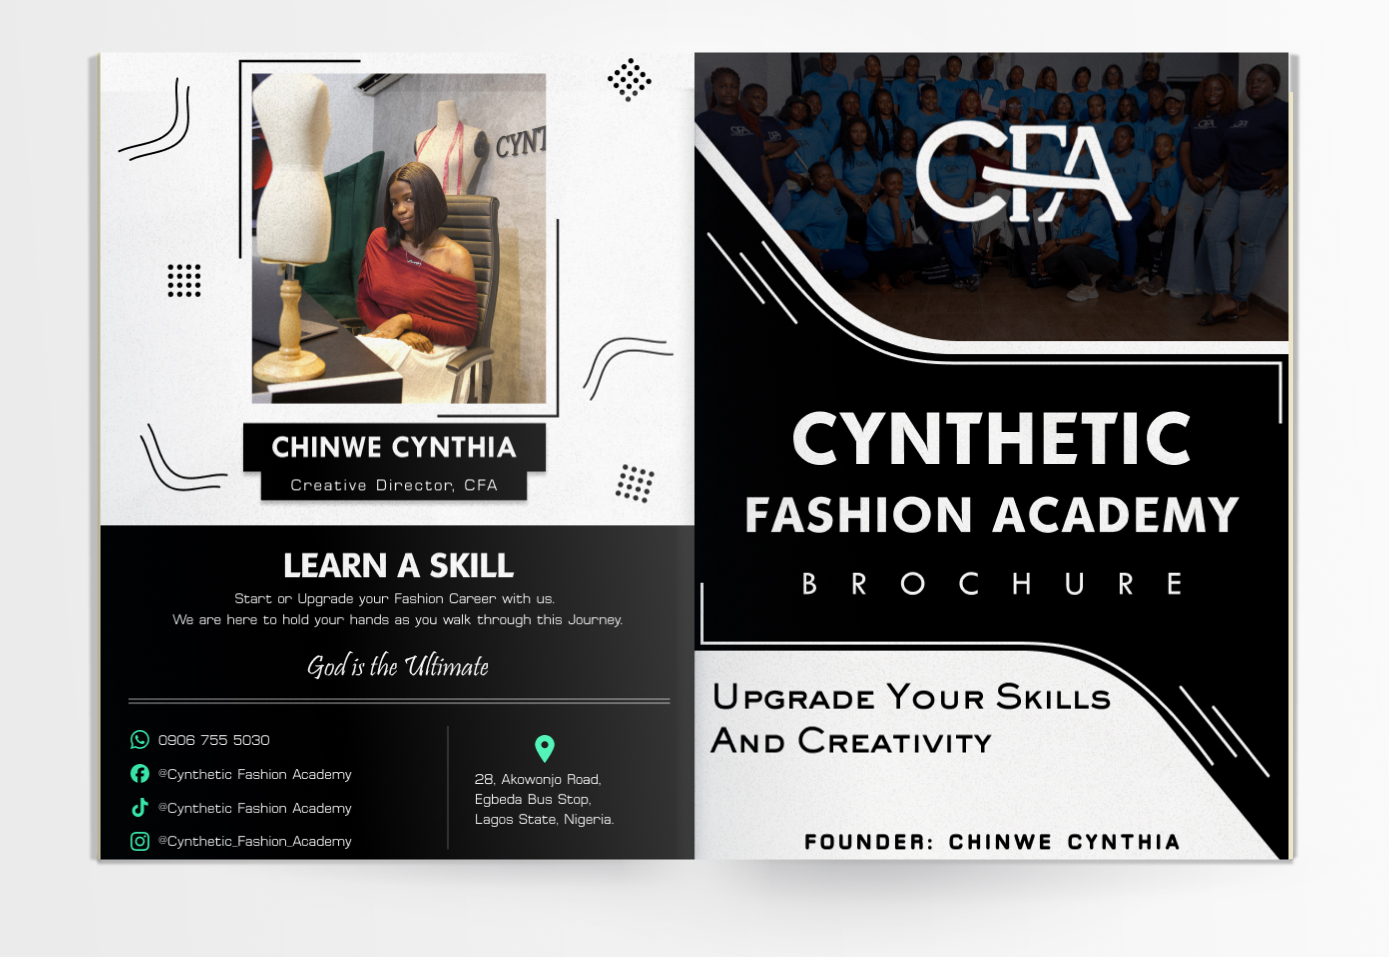 CYNT
CHINWE CYNTHIA
Creative Director, CFA
LEARN A SKILL
Start or Upgrade your Fashion Career with us.
We are here to hold your hands as you walk through this Journey.
God is the Ultimate
0906 755 5030
@Cynthetic Fashion Academy
@Cynthetic Fashion Academy
@Cynthetic_Fashion_Academy
28, Akowonjo Road,
Egbeda Bus Stop,
Lagos State, Nigeria.
CFA
CYNTHETIC
FASHION ACADEMY
BROCHURE
Upgrade Your Skills
And Creativity
FOUNDER: CHINWE CYNTHIA